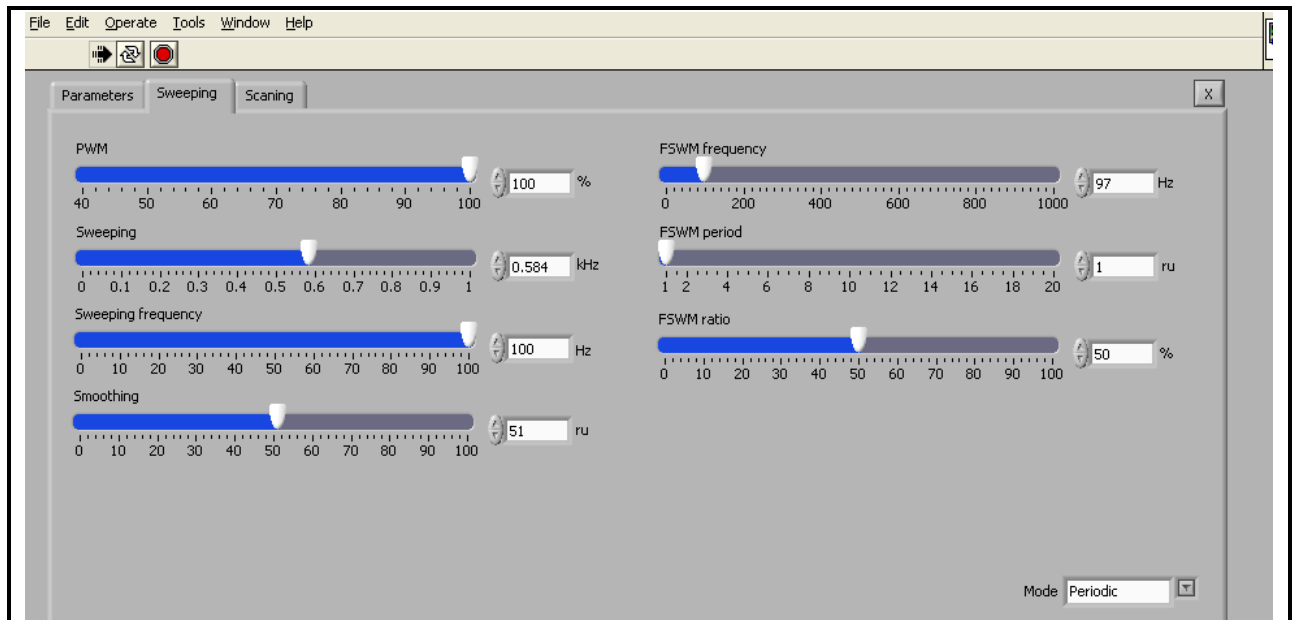 File Edit Operate Tools Window Help
Parameters Sweeping Scaning X
PWM
100 %
40 50 60 70 80 90 100
Sweeping
0.584 kHz
0 0.1 0.2 0.3 0.4 0.5 0.6 0.7 0.8 0.9 1
Sweeping frequency
100 Hz
0 10 20 30 40 50 60 70 80 90 100
Smoothing
51 ru
0 10 20 30 40 50 60 70 80 90 100
FSWM frequency
97 Hz
0 200 400 600 800 1000
FSWM period
1 ru
1 2 4 6 8 10 12 14 16 18 20
FSWM ratio
50 %
0 10 20 30 40 50 60 70 80 90 100
Mode Periodic